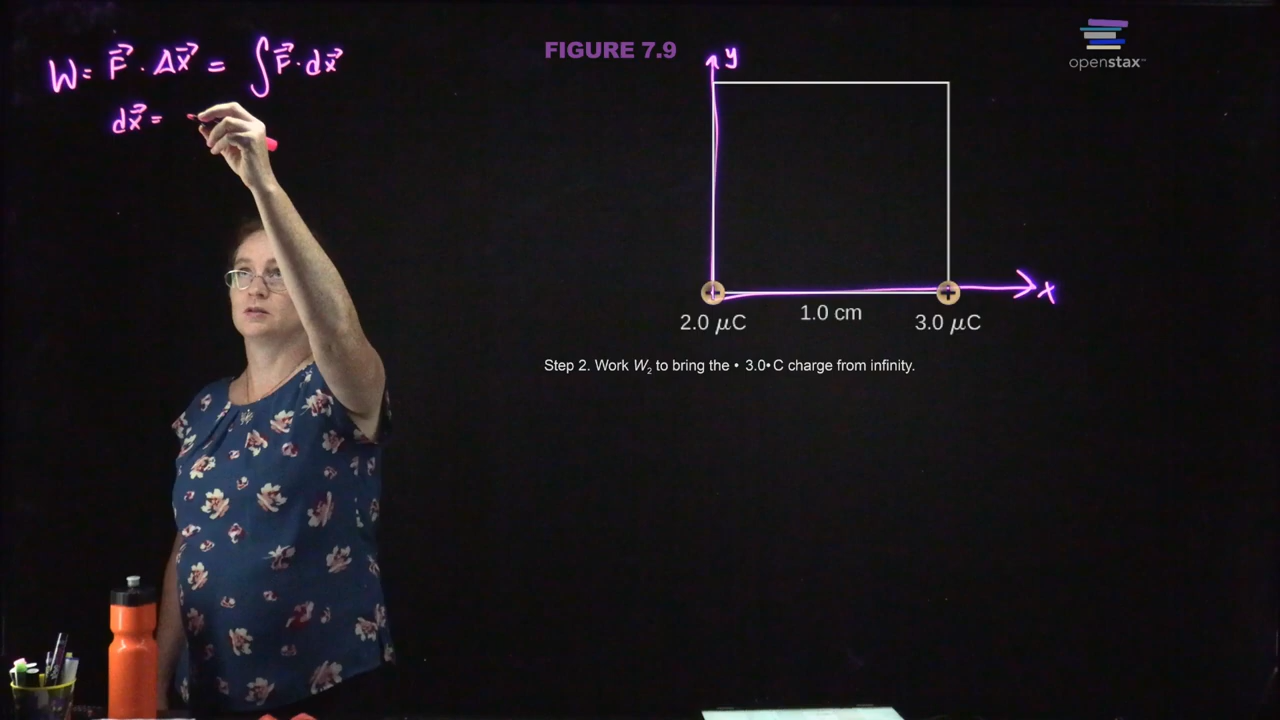 W = F⃗ · Δx⃗ = ∫F⃗ · dx⃗
dx⃗ =
FIGURE 7.9
openstax™
y
x
1.0 cm
2.0 μC
3.0 μC
Step 2. Work W₂ to bring the • 3.0•C charge from infinity.